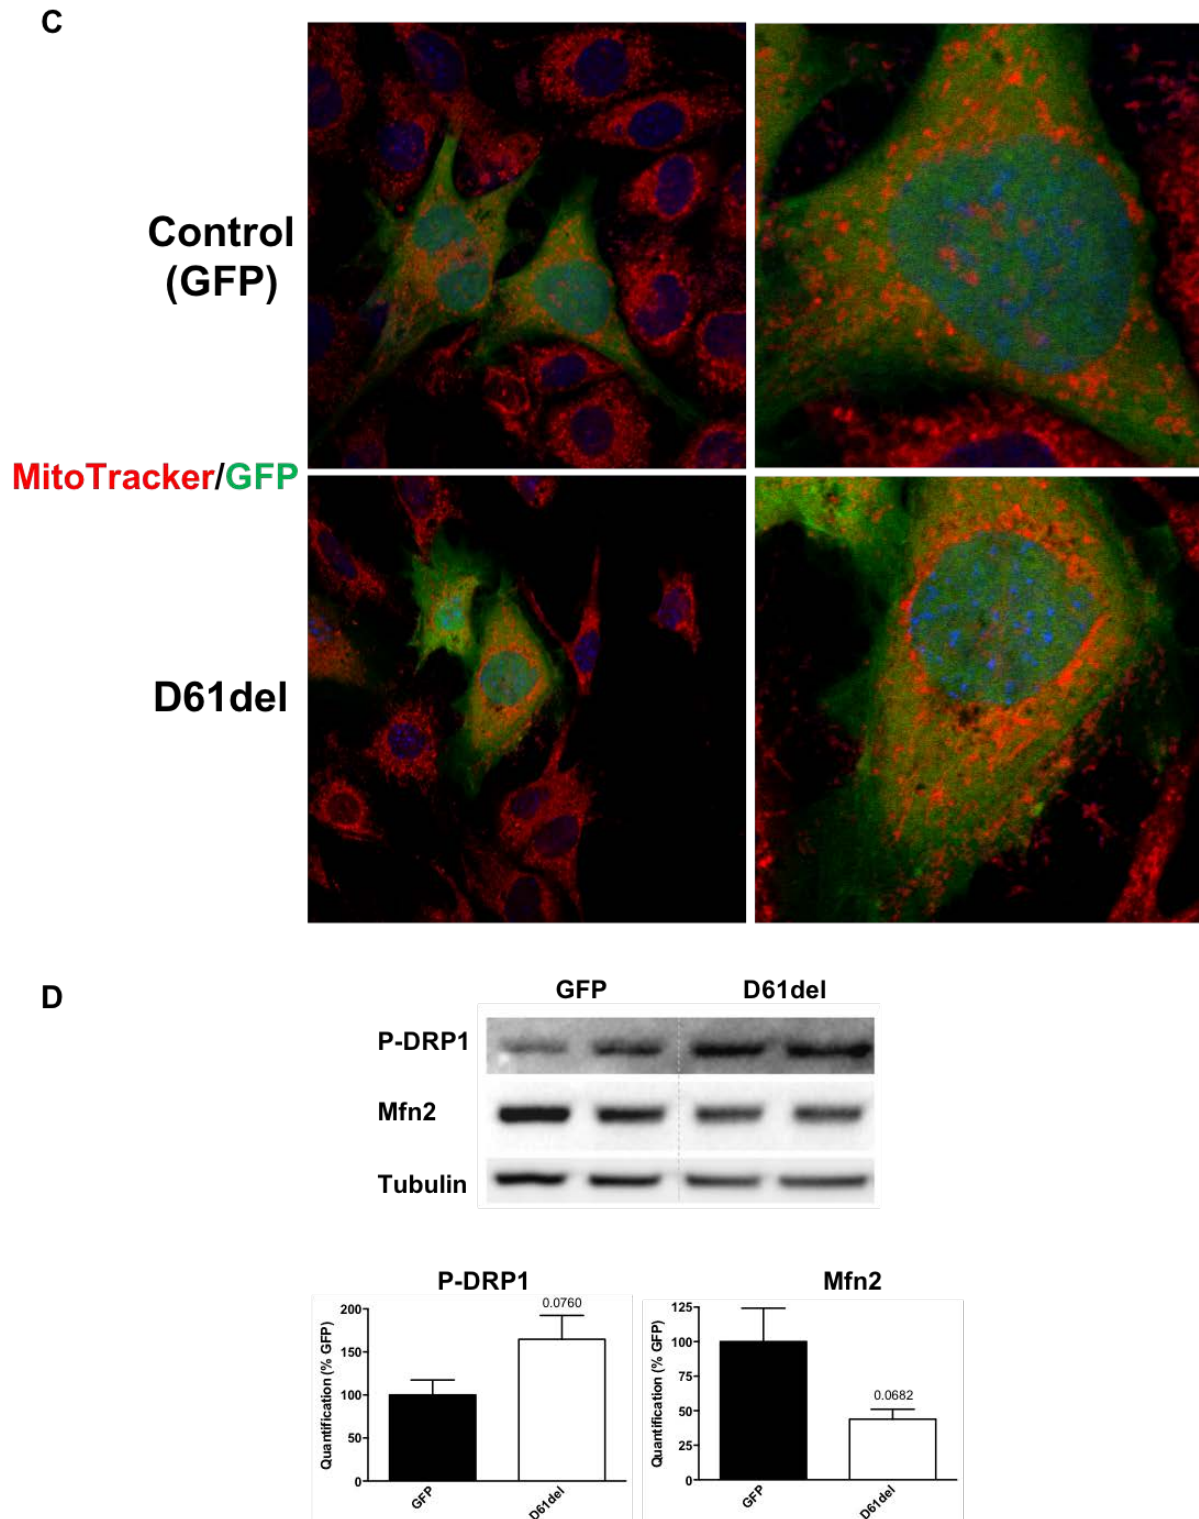 C
Control
(GFP)
MitoTracker/GFP
D61del
D
GFP D61del
P-DRP1
Mfn2
Tubulin
P-DRP1
Quantification (% GFP)
200
150
100
50
0
0.0760
GFP
D61del
Mfn2
Quantification (% GFP)
125
100
75
50
25
0
0.0682
GFP
D61del